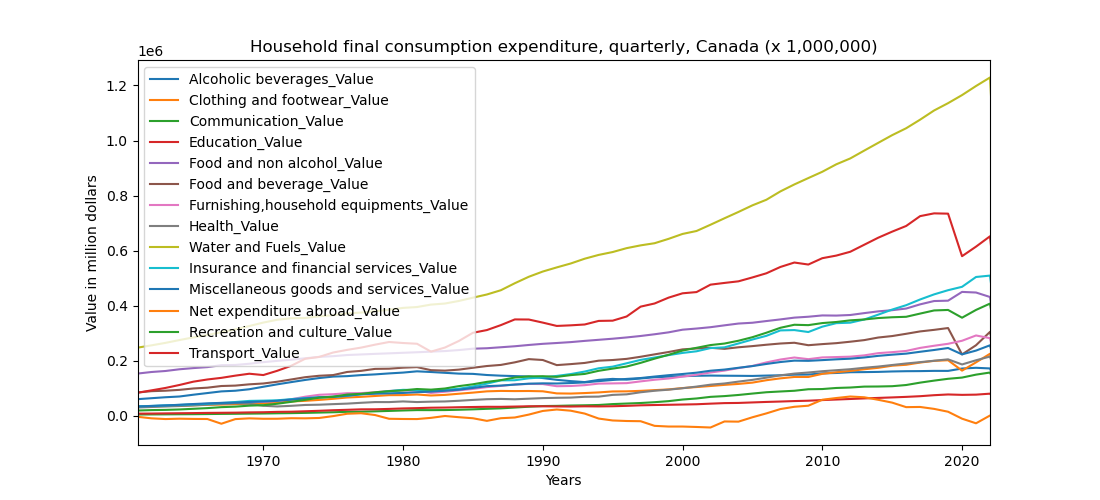 Household final consumption expenditure, quarterly, Canada (x 1,000,000)
1e6
Alcoholic beverages_Value
Clothing and footwear_Value
Communication_Value
Education_Value
Food and non alcohol_Value
Food and beverage_Value
Furnishing,household equipments_Value
Health_Value
Water and Fuels_Value
Insurance and financial services_Value
Miscellaneous goods and services_Value
Net expenditure abroad_Value
Recreation and culture_Value
Transport_Value
Value in million dollars
1.2
1.0
0.8
0.6
0.4
0.2
0.0
1970 1980 1990 2000 2010 2020
Years